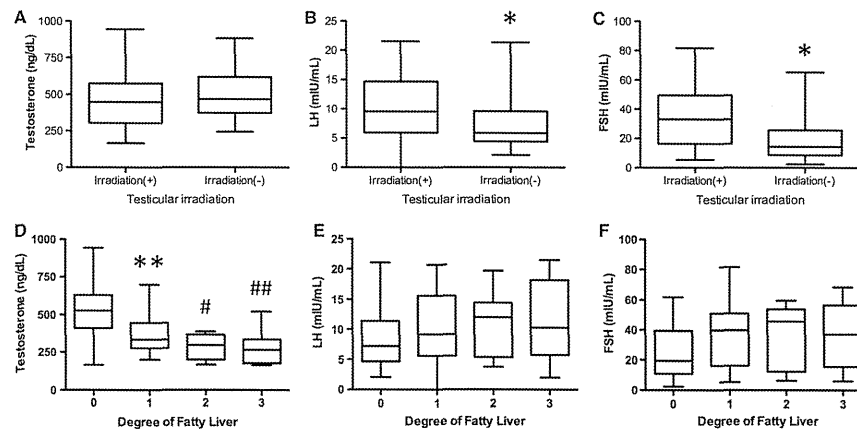 A
Testosterone (ng/dL)
1000
750
500
250
0
Irradiation(+)
Irradiation(-)
Testicular irradiation
B
LH (mIU/mL)
25
20
15
10
5
0
*
Irradiation(+)
Irradiation(-)
Testicular irradiation
C
FSH (mIU/mL)
100
80
60
40
20
0
*
Irradiation(+)
Irradiation(-)
Testicular irradiation
D
Testosterone (ng/dL)
1000
750
500
250
0
**
#
##
0 1 2 3
Degree of Fatty Liver
E
LH (mIU/mL)
25
20
15
10
5
0
0 1 2 3
Degree of Fatty Liver
F
FSH (mIU/mL)
100
80
60
40
20
0
0 1 2 3
Degree of Fatty Liver